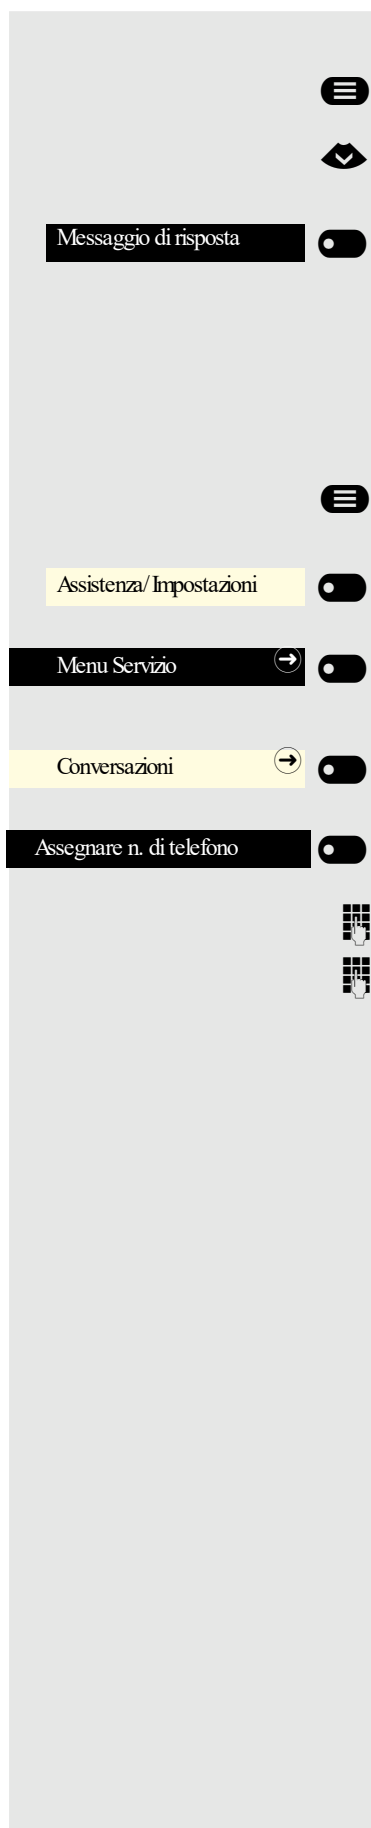 Messaggio di risposta
Assistenza/Impostazioni
Menu Servizio
Conversazioni
Assegnare n. di telefono